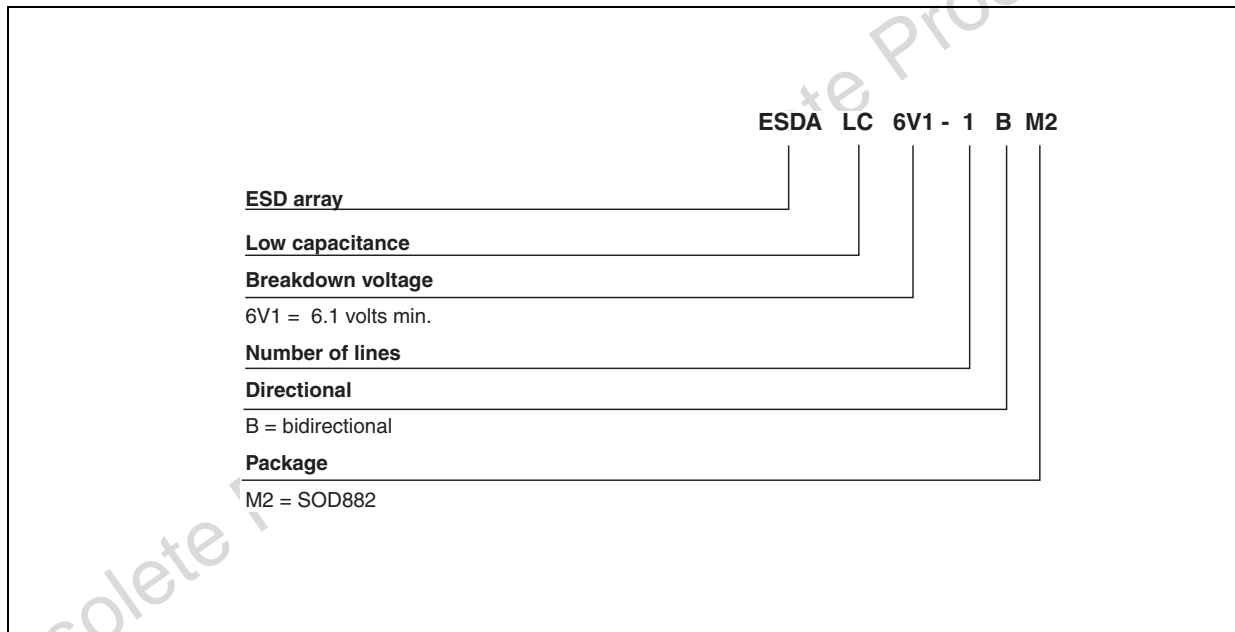 ESDA LC 6V1 - 1 B M2
ESD array
Low capacitance
Breakdown voltage
6V1 = 6.1 volts min.
Number of lines
Directional
B = bidirectional
Package
M2 = SOD882